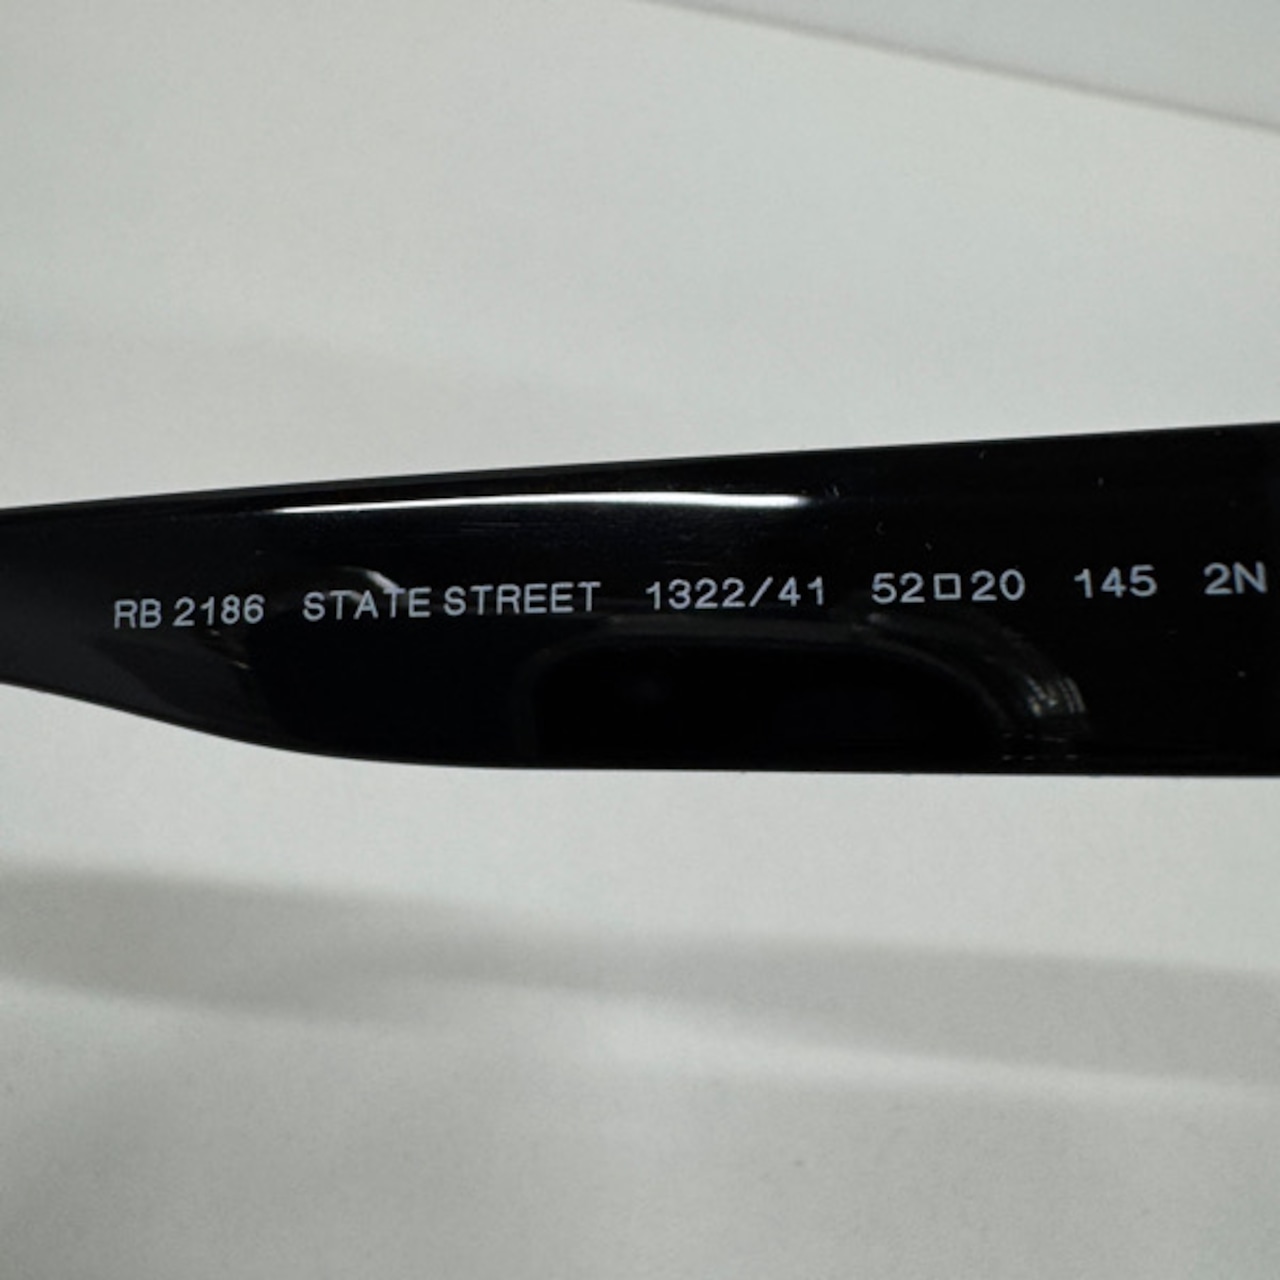 RB 2186 STATE STREET 1322/41 52□20 145 2N